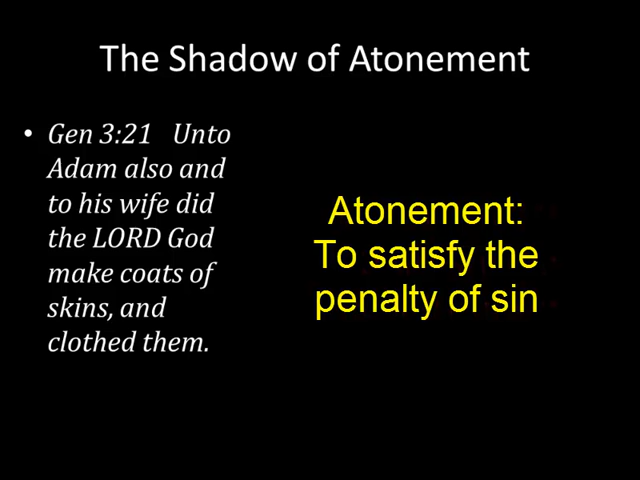 The Shadow of Atonement
• Gen 3:21 Unto
Adam also and
to his wife did
the LORD God
make coats of
skins, and
clothed them.
Atonement:
To satisfy the
penalty of sin